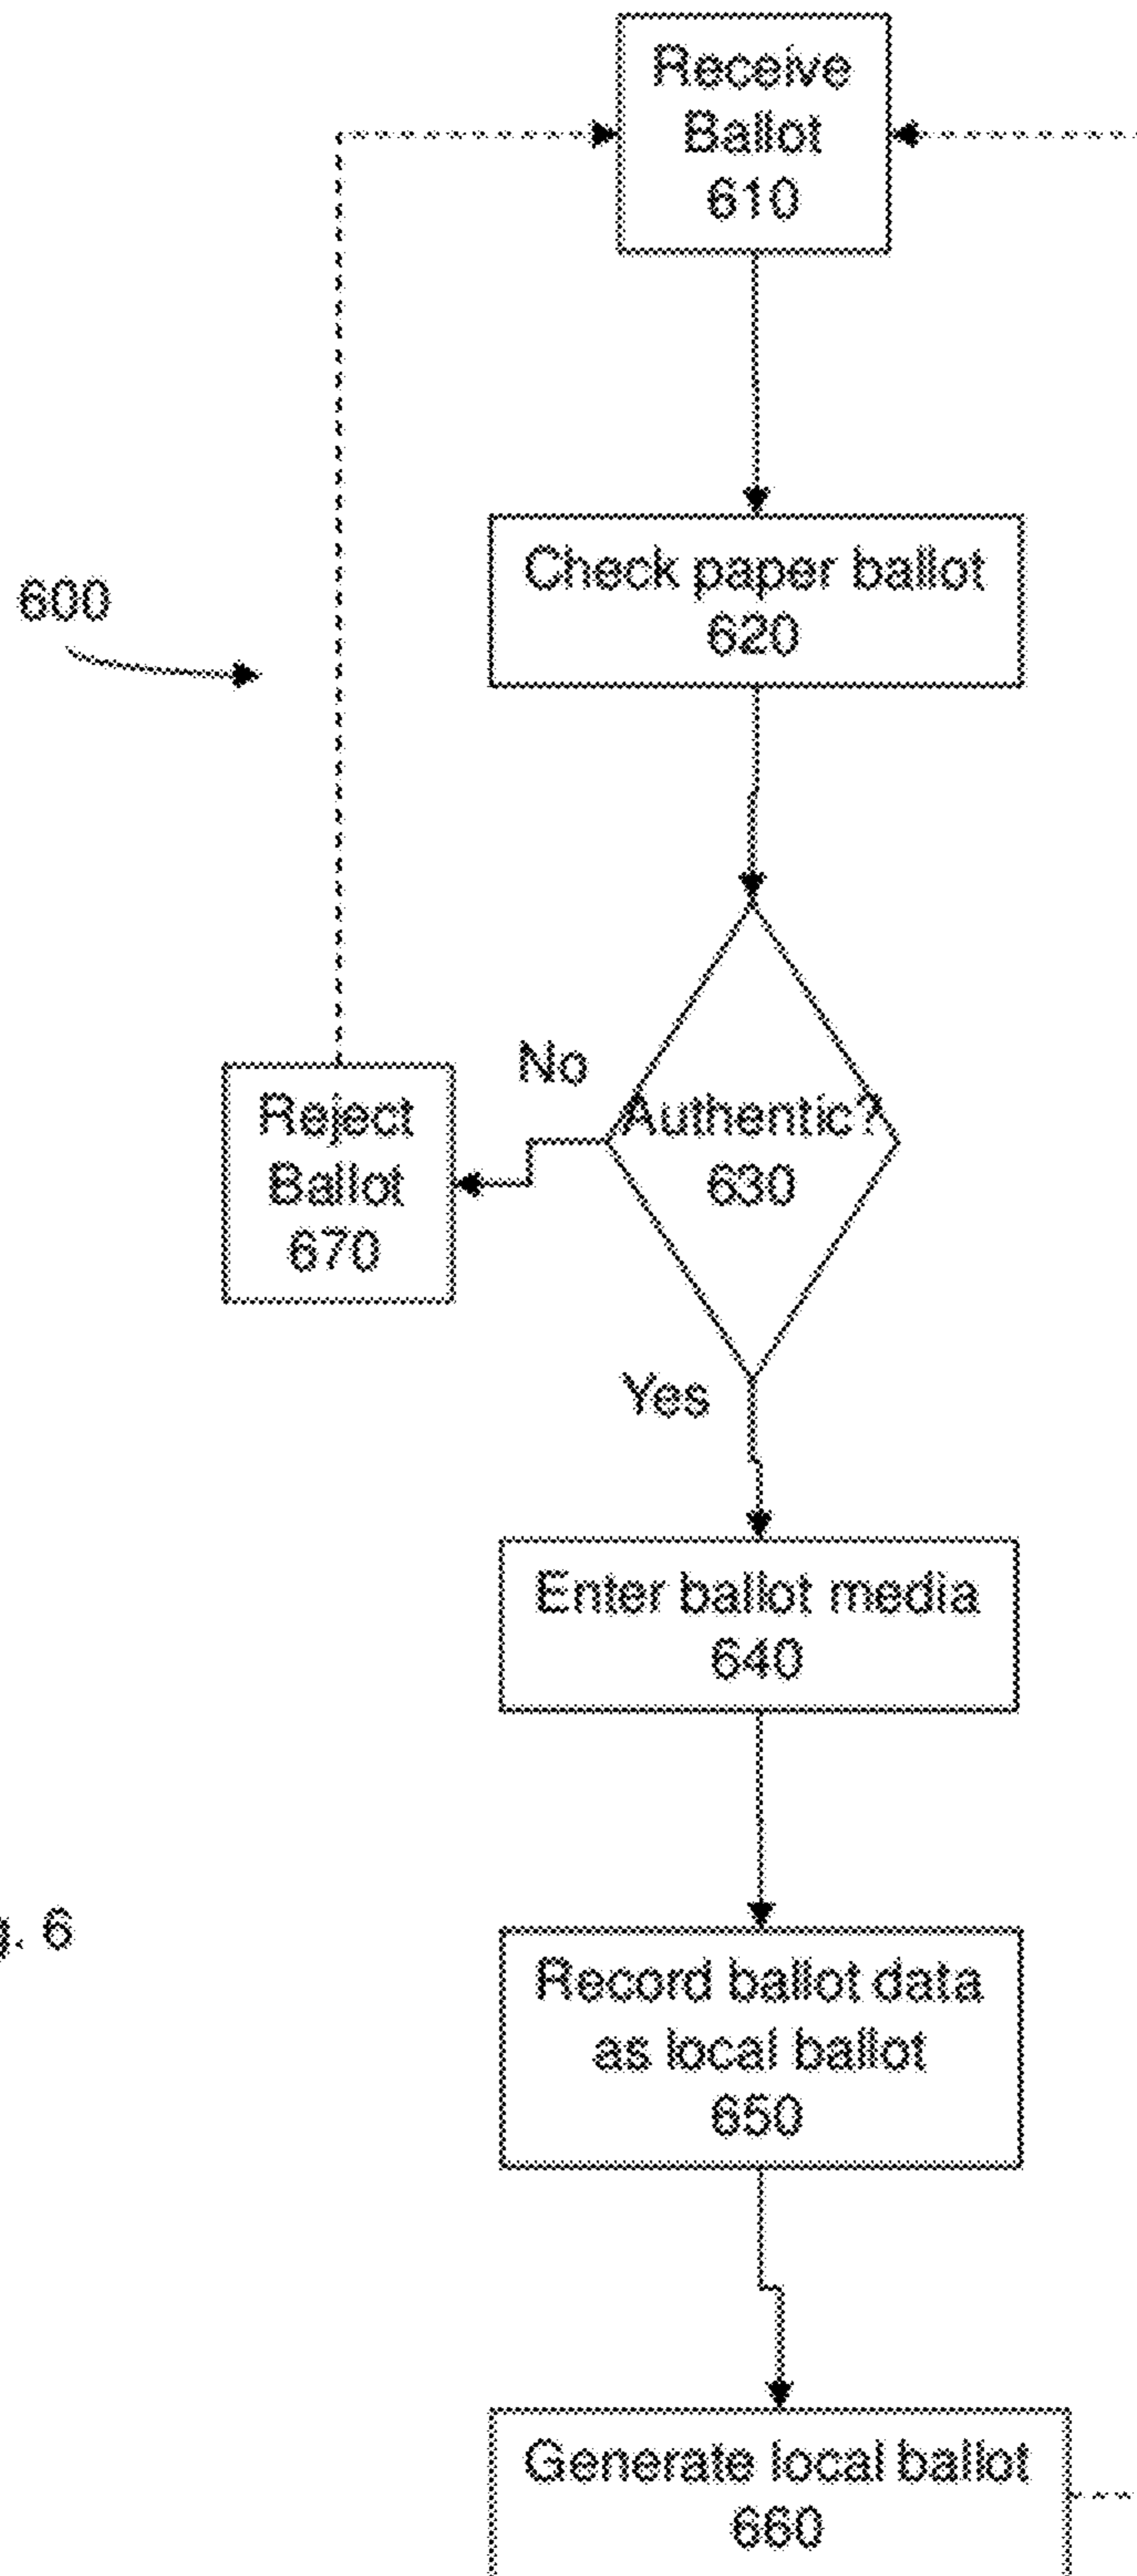 Receive
Ballot
610
Check paper ballot
620
600
No
Authentic?
630
Reject
Ballot
670
Yes
Enter ballot media
640
g. 6
Record ballot data
as local ballot
650
Generate local ballot
660